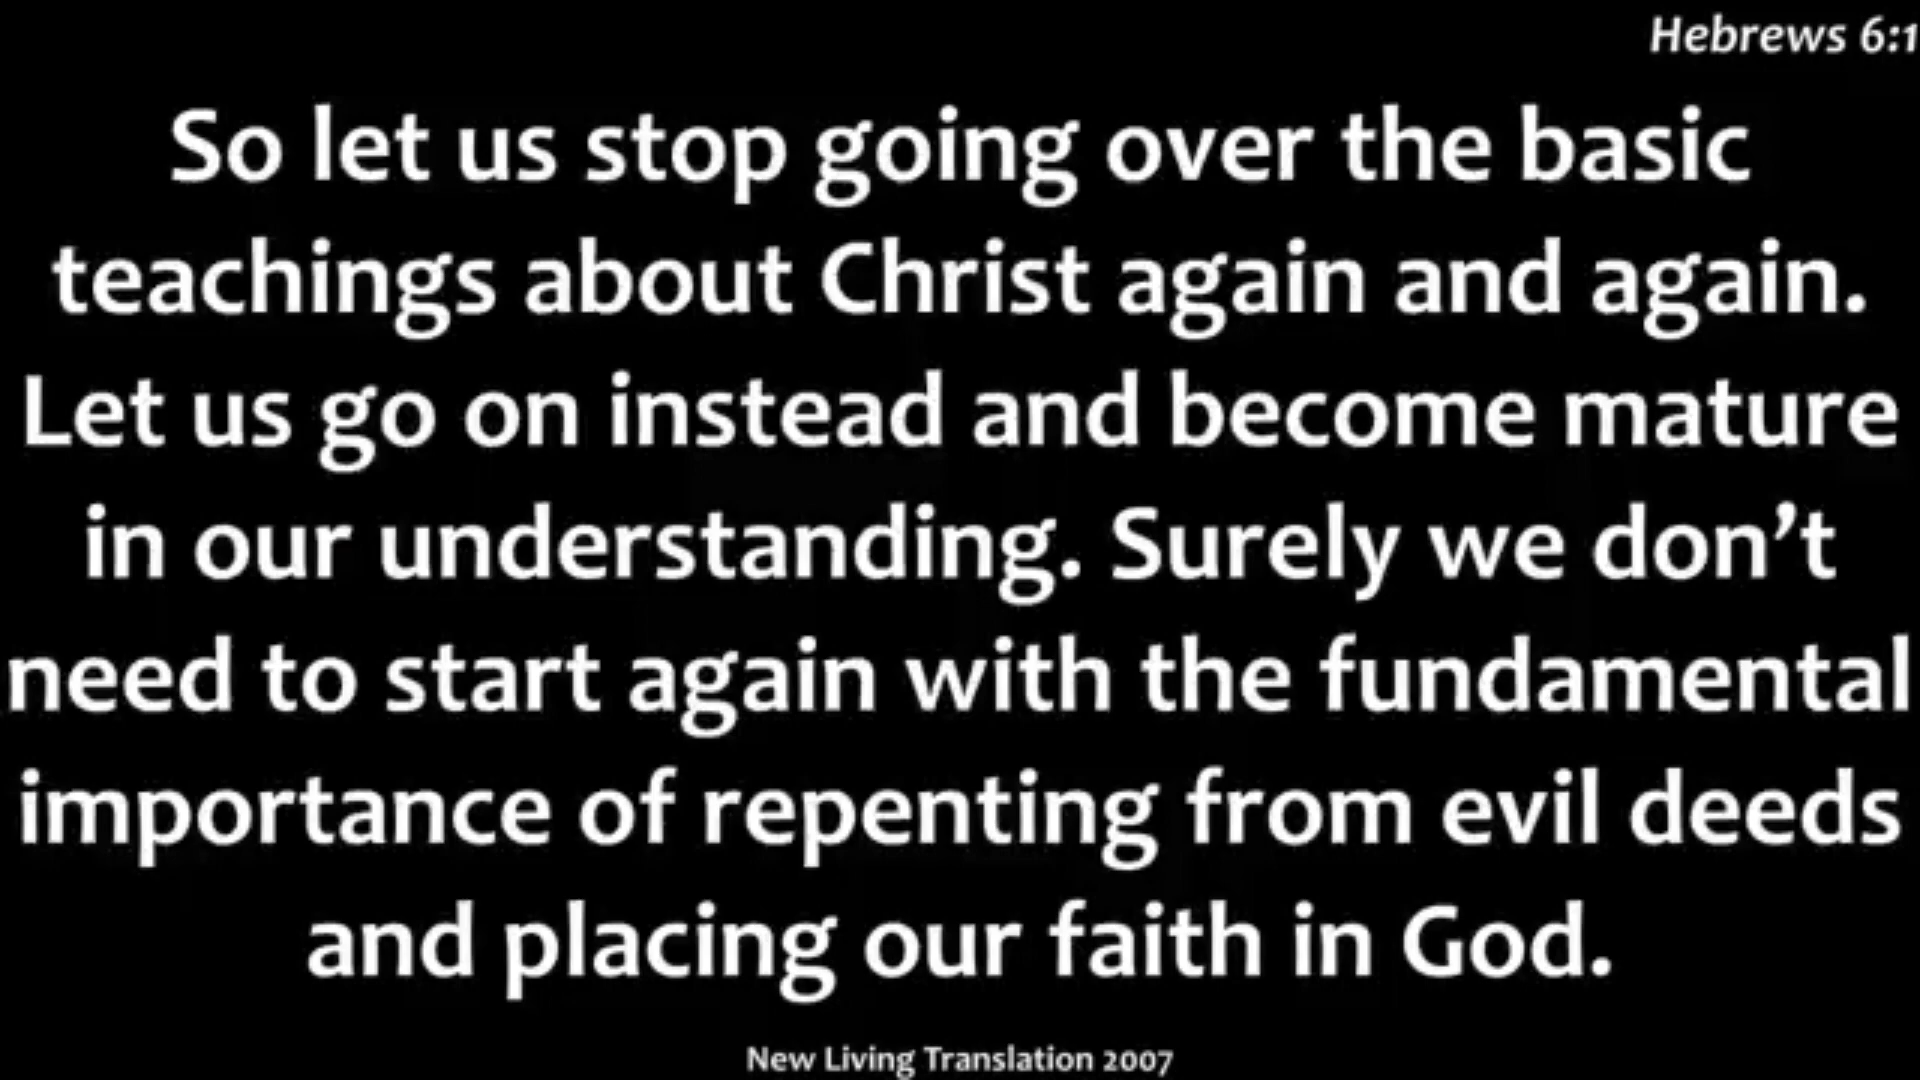 Hebrews 6:1
So let us stop going over the basic
teachings about Christ again and again.
Let us go on instead and become mature
in our understanding. Surely we don’t
need to start again with the fundamental
importance of repenting from evil deeds
and placing our faith in God.
New Living Translation 2007